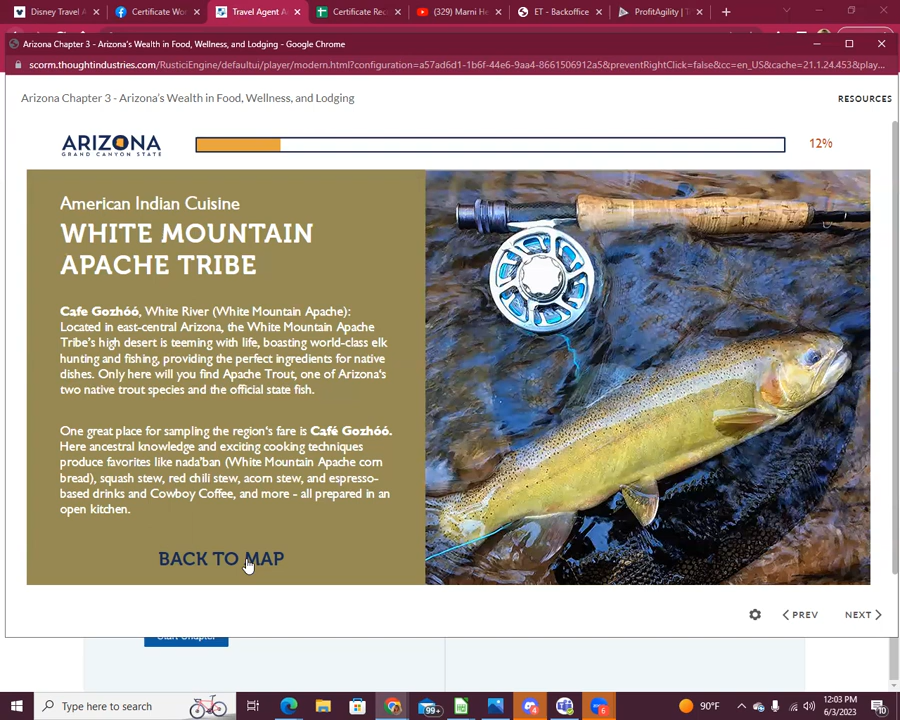 Disney Travel A
Certificate Wor
Travel Agent A
Certificate Rec
(329) Marni He
ET - Backoffice
ProfitAgility | T
Arizona Chapter 3 - Arizona's Wealth in Food, Wellness, and Lodging - Google Chrome
scorm.thoughtindustries.com/RusticiEngine/defaultui/player/modern.html?configuration=a57ad6d1-1b6f-44e6-9aa4-8661506912a5&preventRightClick=false&cc=en_US&cache=21.1.24.453&play...
Arizona Chapter 3 - Arizona's Wealth in Food, Wellness, and Lodging
RESOURCES
ARIZONA
GRAND CANYON STATE
12%
American Indian Cuisine
WHITE MOUNTAIN
APACHE TRIBE
Cafe Gozhóó, White River (White Mountain Apache):
Located in east-central Arizona, the White Mountain Apache
Tribe's high desert is teeming with life, boasting world-class elk
hunting and fishing, providing the perfect ingredients for native
dishes. Only here will you find Apache Trout, one of Arizona's
two native trout species and the official state fish.
One great place for sampling the region's fare is Café Gozhóó.
Here ancestral knowledge and exciting cooking techniques
produce favorites like nada'ban (White Mountain Apache corn
bread), squash stew, red chili stew, acorn stew, and espresso-
based drinks and Cowboy Coffee, and more - all prepared in an
open kitchen.
BACK TO MAP
PREV
NEXT
Start Chapter
Type here to search
99+
4
6
90°F
12:03 PM
6/3/2023
10